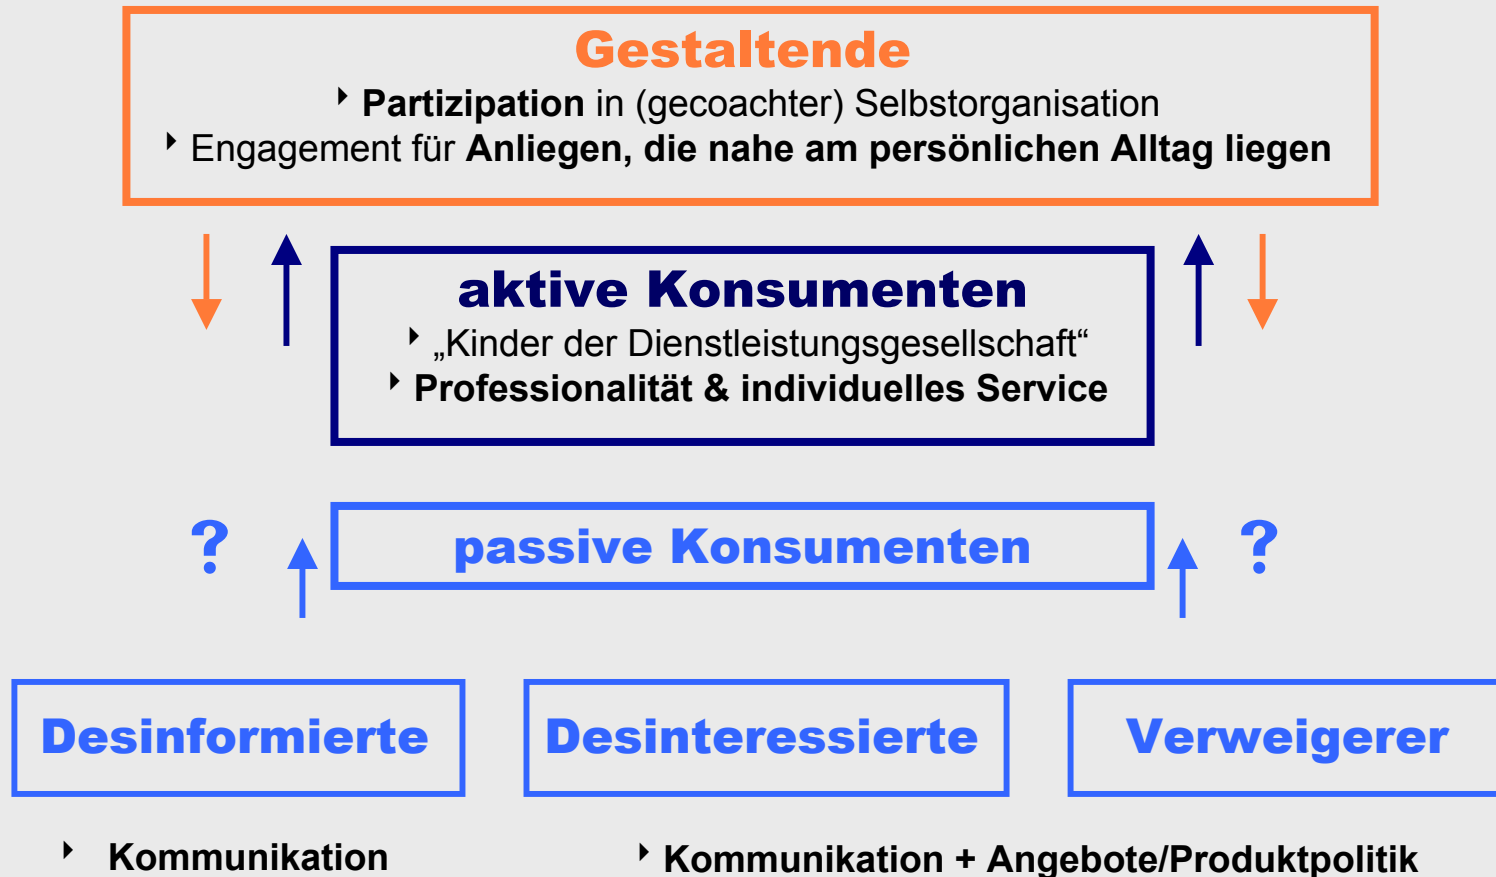 Gestaltende
‣ Partizipation in (gecoachter) Selbstorganisation
‣ Engagement für Anliegen, die nahe am persönlichen Alltag liegen
aktive Konsumenten
‣ „Kinder der Dienstleistungsgesellschaft“
‣ Professionalität & individuelles Service
? passive Konsumenten ?
Desinformierte Desinteressierte Verweigerer
‣ Kommunikation ‣ Kommunikation + Angebote/Produktpolitik